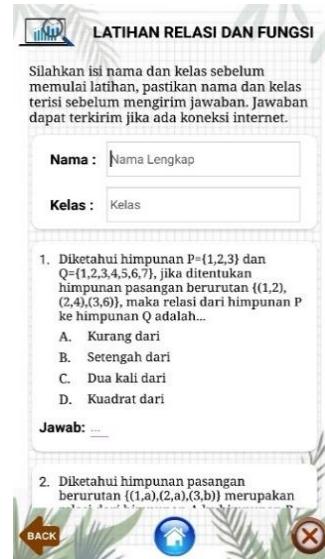 LATIHAN RELASI DAN FUNGSI
Silahkan isi nama dan kelas sebelum
memulai latihan, pastikan nama dan kelas
terisi sebelum mengirim jawaban. Jawaban
dapat terkirim jika ada koneksi internet.
Nama : Nama Lengkap
Kelas : Kelas
1. Diketahui himpunan P={1,2,3} dan
Q={1,2,3,4,5,6,7}, jika ditentukan
himpunan pasangan berurutan {(1,2),
(2,4),(3,6)}, maka relasi dari himpunan P
ke himpunan Q adalah...
A. Kurang dari
B. Setengah dari
C. Dua kali dari
D. Kuadrat dari
Jawab: ...
2. Diketahui himpunan pasangan
berurutan {(1,a),(2,a),(3,b)} merupakan
BACK